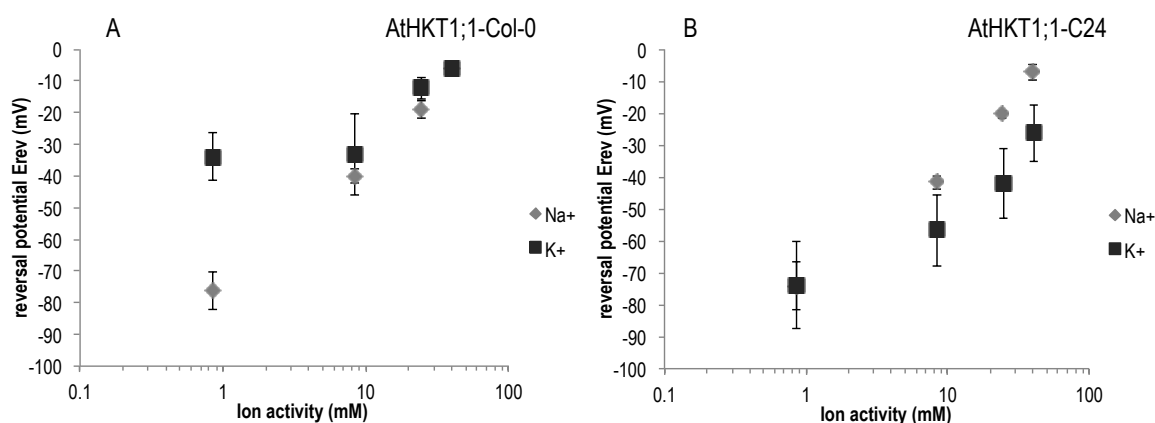 A AtHKT1;1-Col-0
reversal potential Erev (mV)
0
-10
-20
-30
-40
-50
-60
-70
-80
-90
-100
0.1 1 10 100
Ion activity (mM)
Na+
K+
B AtHKT1;1-C24
reversal potential Erev (mV)
0
-10
-20
-30
-40
-50
-60
-70
-80
-90
-100
0.1 1 10 100
Ion activity (mM)
Na+
K+